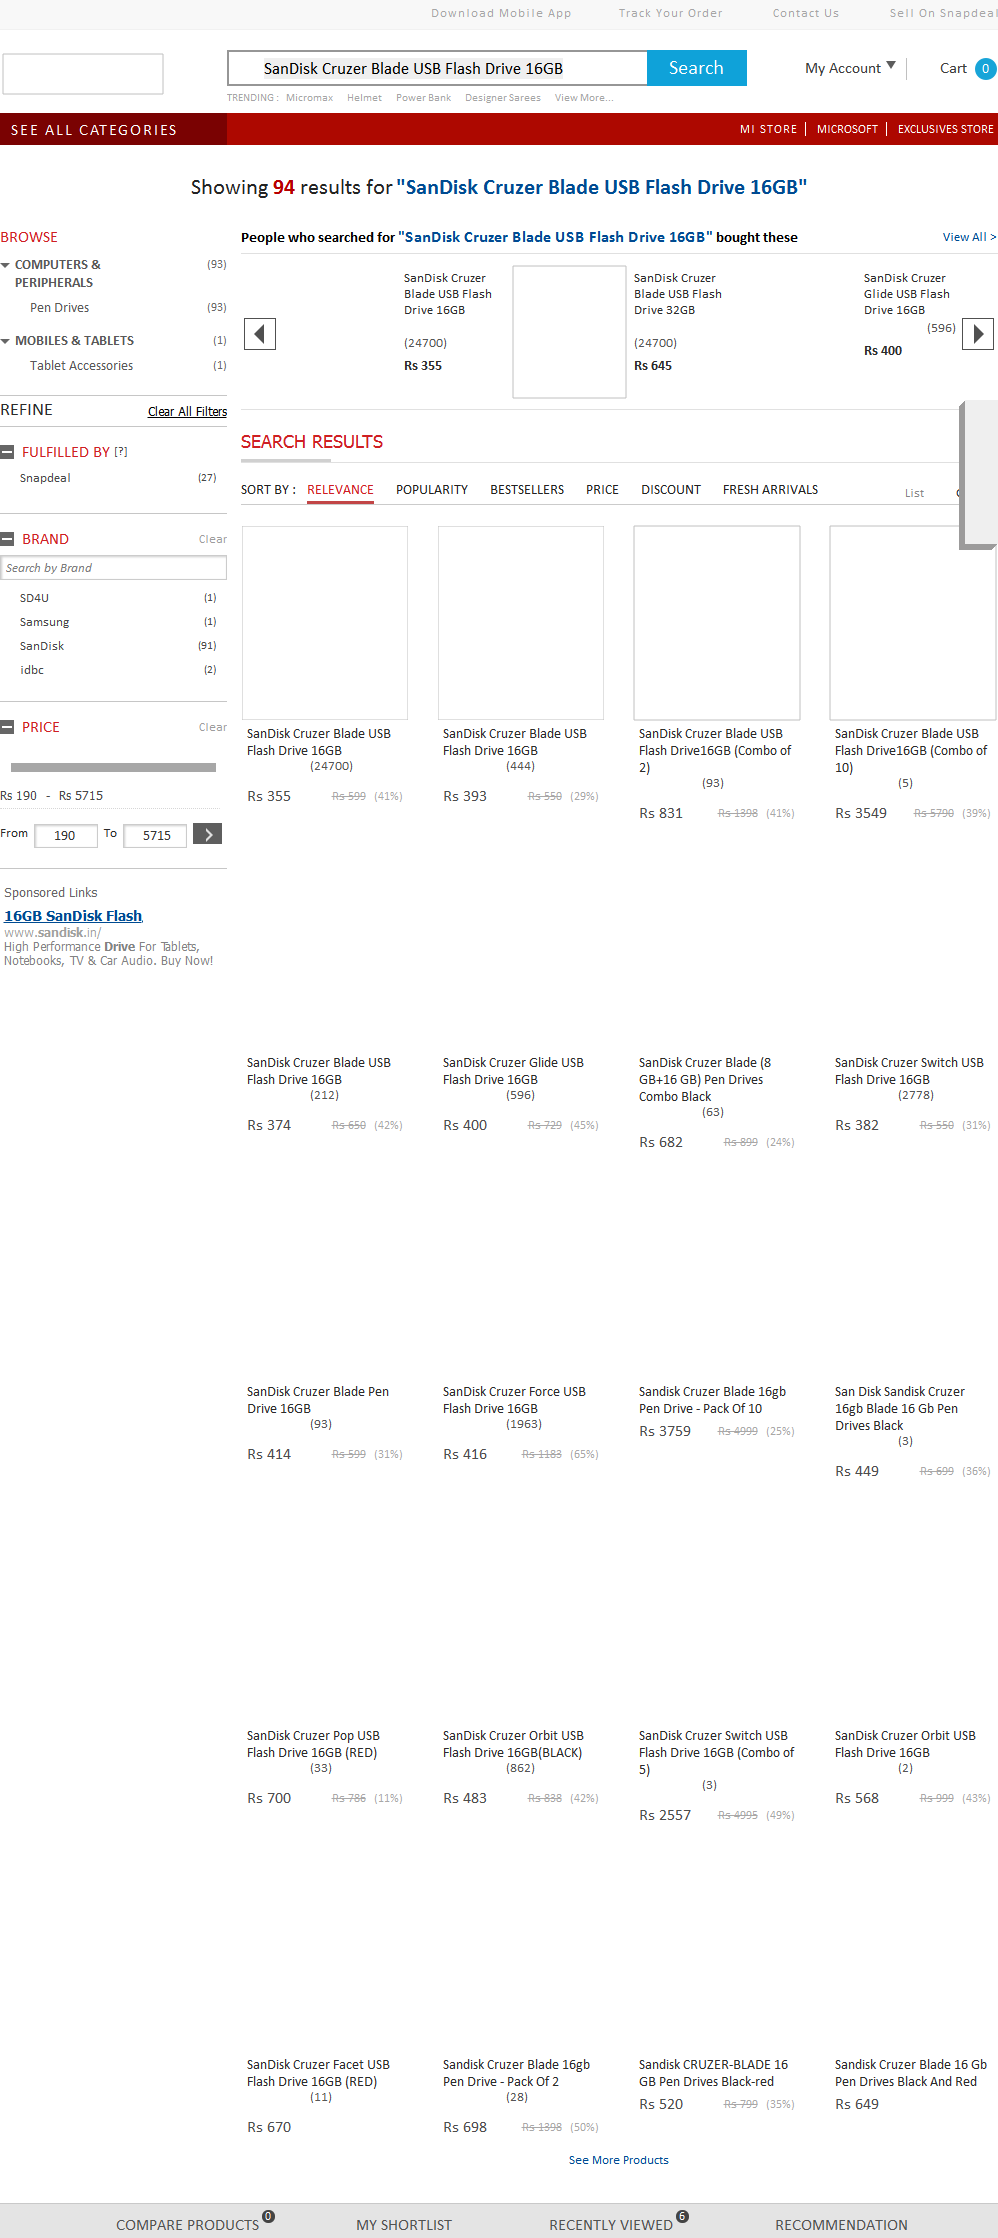 Download Mobile App Track Your Order Contact Us Sell On Snapdeal
SanDisk Cruzer Blade USB Flash Drive 16GB Search My Account Cart 0
TRENDING : Micromax Helmet Power Bank Designer Sarees View More...
SEE ALL CATEGORIES MI STORE MICROSOFT EXCLUSIVES STORE
Showing 94 results for "SanDisk Cruzer Blade USB Flash Drive 16GB"
BROWSE
COMPUTERS & (93)
PERIPHERALS
Pen Drives (93)
MOBILES & TABLETS (1)
Tablet Accessories (1)
REFINE Clear All Filters
FULFILLED BY [?]
Snapdeal (27)
BRAND Clear
Search by Brand
SD4U (1)
Samsung (1)
SanDisk (91)
idbc (2)
PRICE Clear
Rs 190 - Rs 5715
From 190 To 5715
Sponsored Links
16GB SanDisk Flash
www.sandisk.in/
High Performance Drive For Tablets,
Notebooks, TV & Car Audio. Buy Now!
People who searched for "SanDisk Cruzer Blade USB Flash Drive 16GB" bought these View All >
SanDisk Cruzer
Blade USB Flash
Drive 16GB
(24700)
Rs 355
SanDisk Cruzer
Blade USB Flash
Drive 32GB
(24700)
Rs 645
SanDisk Cruzer
Glide USB Flash
Drive 16GB
(596)
Rs 400
SEARCH RESULTS
SORT BY : RELEVANCE POPULARITY BESTSELLERS PRICE DISCOUNT FRESH ARRIVALS List
SanDisk Cruzer Blade USB
Flash Drive 16GB
(24700)
Rs 355 Rs 599 (41%)
SanDisk Cruzer Blade USB
Flash Drive 16GB
(444)
Rs 393 Rs 550 (29%)
SanDisk Cruzer Blade USB
Flash Drive16GB (Combo of
2)
(93)
Rs 831 Rs 1398 (41%)
SanDisk Cruzer Blade USB
Flash Drive16GB (Combo of
10)
(5)
Rs 3549 Rs 5790 (39%)
SanDisk Cruzer Blade USB
Flash Drive 16GB
(212)
Rs 374 Rs 650 (42%)
SanDisk Cruzer Glide USB
Flash Drive 16GB
(596)
Rs 400 Rs 729 (45%)
SanDisk Cruzer Blade (8
GB+16 GB) Pen Drives
Combo Black
(63)
Rs 682 Rs 899 (24%)
SanDisk Cruzer Switch USB
Flash Drive 16GB
(2778)
Rs 382 Rs 550 (31%)
SanDisk Cruzer Blade Pen
Drive 16GB
(93)
Rs 414 Rs 599 (31%)
SanDisk Cruzer Force USB
Flash Drive 16GB
(1963)
Rs 416 Rs 1183 (65%)
Sandisk Cruzer Blade 16gb
Pen Drive - Pack Of 10
Rs 3759 Rs 4999 (25%)
San Disk Sandisk Cruzer
16gb Blade 16 Gb Pen
Drives Black
(3)
Rs 449 Rs 699 (36%)
SanDisk Cruzer Pop USB
Flash Drive 16GB (RED)
(33)
Rs 700 Rs 786 (11%)
SanDisk Cruzer Orbit USB
Flash Drive 16GB(BLACK)
(862)
Rs 483 Rs 838 (42%)
SanDisk Cruzer Switch USB
Flash Drive 16GB (Combo of
5)
(3)
Rs 2557 Rs 4995 (49%)
SanDisk Cruzer Orbit USB
Flash Drive 16GB
(2)
Rs 568 Rs 999 (43%)
SanDisk Cruzer Facet USB
Flash Drive 16GB (RED)
(11)
Rs 670
Sandisk Cruzer Blade 16gb
Pen Drive - Pack Of 2
(28)
Rs 698 Rs 1398 (50%)
Sandisk CRUZER-BLADE 16
GB Pen Drives Black-red
Rs 520 Rs 799 (35%)
Sandisk Cruzer Blade 16 Gb
Pen Drives Black And Red
Rs 649
See More Products
COMPARE PRODUCTS 0 MY SHORTLIST RECENTLY VIEWED 6 RECOMMENDATION